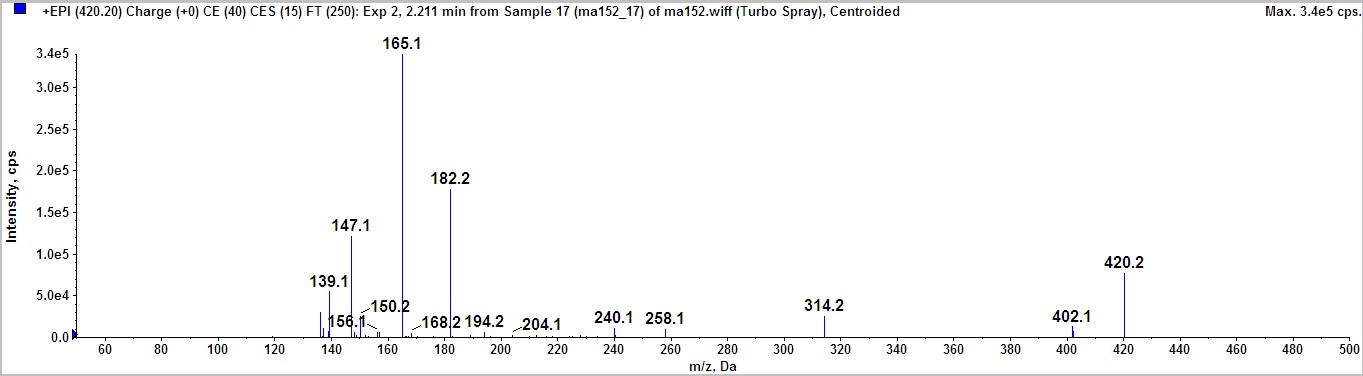 +EPI (420.20) Charge (+0) CE (40) CES (15) FT (250): Exp 2, 2.211 min from Sample 17 (ma152_17) of ma152.wiff (Turbo Spray), Centroided
Max. 3.4e5 cps.
165.1
3.4e5
3.0e5
2.5e5
2.0e5
1.5e5
1.0e5
5.0e4
0.0
Intensity, cps
182.2
147.1
139.1
150.2
156.1
168.2
194.2
204.1
240.1
258.1
314.2
402.1
420.2
60 80 100 120 140 160 180 200 220 240 260 280 300 320 340 360 380 400 420 440 460 480 500
m/z, Da